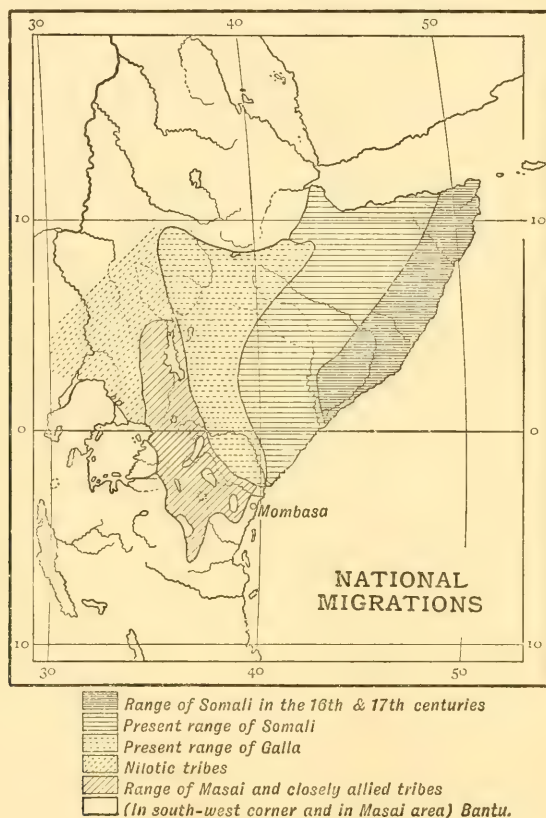 30 40 50
10 10
0 0
Mombasa
NATIONAL
MIGRATIONS
10 10
30 40 50
Range of Somali in the 16th & 17th centuries
Present range of Somali
Present range of Galla
Nilotic tribes
Range of Masai and closely allied tribes
(In south-west corner and in Masai area) Bantu.